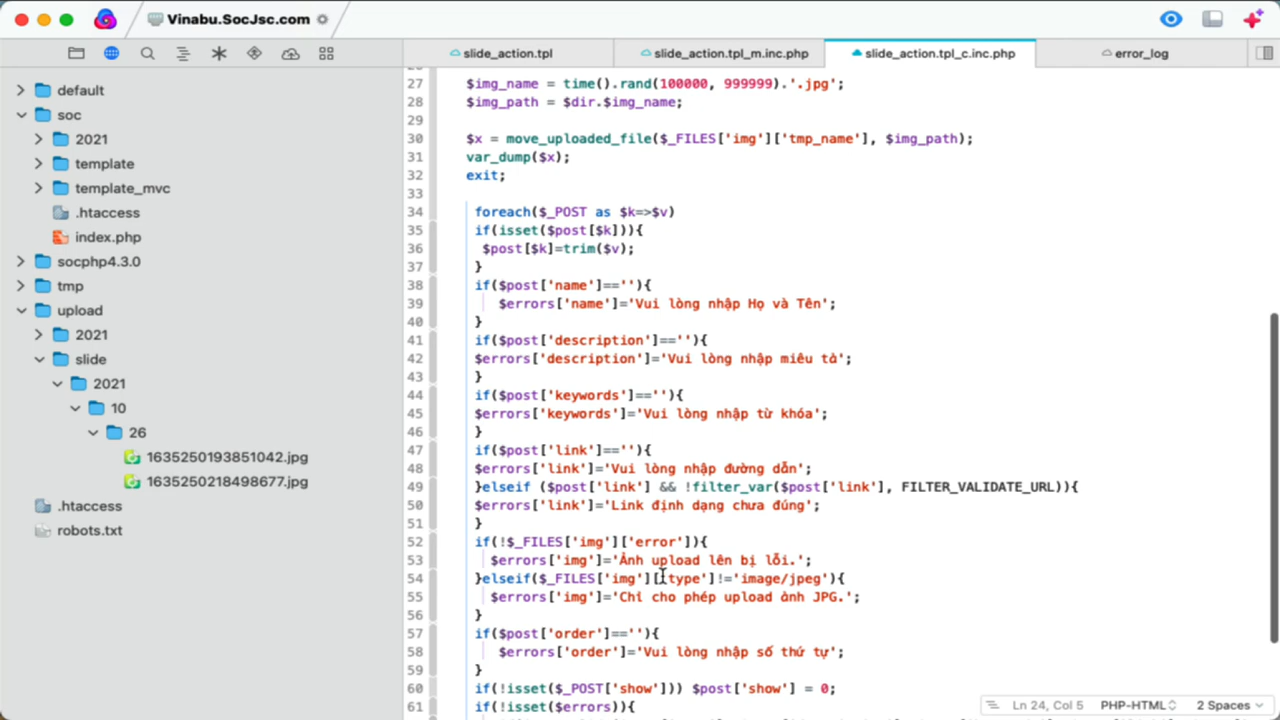 Vinabu.SocJsc.com
slide_action.tpl
slide_action.tpl_m.inc.php
slide_action.tpl_c.inc.php
error_log
default
soc
2021
template
template_mvc
.htaccess
index.php
socphp4.3.0
tmp
upload
2021
slide
2021
10
26
1635250193851042.jpg
1635250218498677.jpg
.htaccess
robots.txt
27 $img_name = time().rand(100000, 999999).'.jpg';
28 $img_path = $dir.$img_name;
29
30 $x = move_uploaded_file($_FILES['img']['tmp_name'], $img_path);
31 var_dump($x);
32 exit;
33
34 foreach($_POST as $k=>$v)
35 if(isset($post[$k])){
36 $post[$k]=trim($v);
37 }
38 if($post['name']==''){
39 $errors['name']='Vui lòng nhập Họ và Tên';
40 }
41 if($post['description']==''){
42 $errors['description']='Vui lòng nhập miêu tả';
43 }
44 if($post['keywords']==''){
45 $errors['keywords']='Vui lòng nhập từ khóa';
46 }
47 if($post['link']==''){
48 $errors['link']='Vui lòng nhập đường dẫn';
49 }elseif ($post['link'] && !filter_var($post['link'], FILTER_VALIDATE_URL)){
50 $errors['link']='Link định dạng chưa đúng';
51 }
52 if(!$_FILES['img']['error']){
53 $errors['img']='Ảnh upload lên bị lỗi.';
54 }elseif($_FILES['img']['type']!='image/jpeg'){
55 $errors['img']='Chỉ cho phép upload ảnh JPG.';
56 }
57 if($post['order']==''){
58 $errors['order']='Vui lòng nhập số thứ tự';
59 }
60 if(!isset($_POST['show'])) $post['show'] = 0;
61 if(!isset($errors)){
Ln 24, Col 5
PHP-HTML
2 Spaces